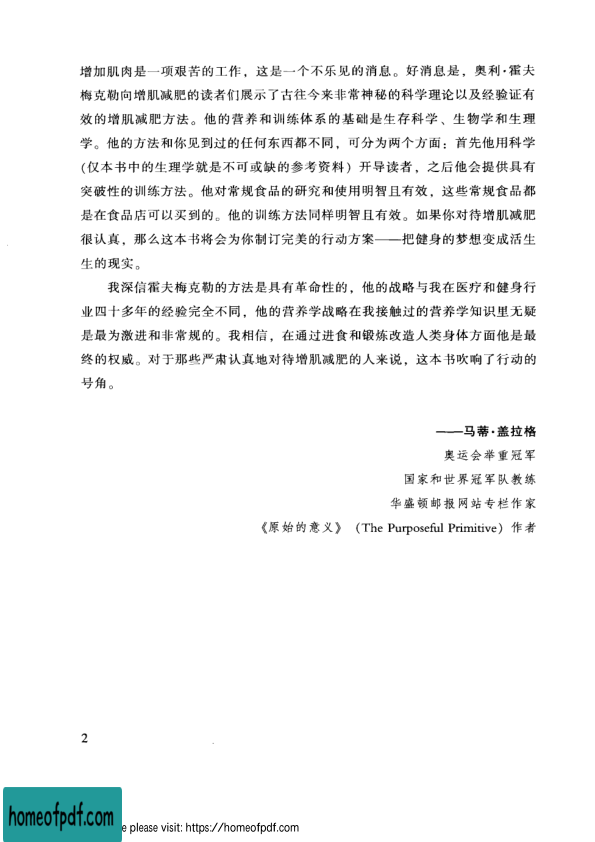 增加肌肉是一项艰苦的工作，这是一个不乐见的消息。好消息是，奥利·霍夫
梅克勒向增肌减肥的读者们展示了古往今来非常神秘的科学理论以及经验证有
效的增肌减肥方法。他的营养和训练体系的基础是生存科学、生物学和生理
学。他的方法和你见到过的任何东西都不同，可分为两个方面：首先他用科学
(仅本书中的生理学就是不可或缺的参考资料）开导读者，之后他会提供具有
突破性的训练方法。他对常规食品的研究和使用明智且有效，这些常规食品都
是在食品店可以买到的。他的训练方法同样明智且有效。如果你对待增肌减肥
很认真，那么这本书将会为你制订完美的行动方案——把健身的梦想变成活生
生的现实。
我深信霍夫梅克勒的方法是具有革命性的，他的战略与我在医疗和健身行
业四十多年的经验完全不同，他的营养学战略在我接触过的营养学知识里无疑
是最为激进和非常规的。我相信，在通过进食和锻炼改造人类身体方面他是最
终的权威。对于那些严肃认真地对待增肌减肥的人来说，这本书吹响了行动的
号角。
——马蒂·盖拉格
奥运会举重冠军
国家和世界冠军队教练
华盛顿邮报网站专栏作家
《原始的意义》（The Purposeful Primitive）作者
2
homeofpdf.com
e please visit: https://homeofpdf.com